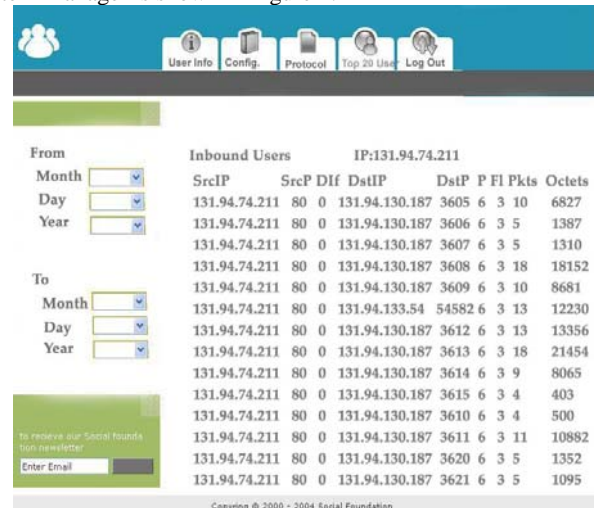 User Info Config. Protocol Top 20 User Log Out
From
Month
Day
Year
To
Month
Day
Year
to recieve our Social founda
tion newsletter
Enter Email
Inbound Users IP:131.94.74.211
SrcIP SrcP DIf DstIP DstP P Fl Pkts Octets
131.94.74.211 80 0 131.94.130.187 3605 6 3 10 6827
131.94.74.211 80 0 131.94.130.187 3606 6 3 5 1387
131.94.74.211 80 0 131.94.130.187 3607 6 3 5 1310
131.94.74.211 80 0 131.94.130.187 3608 6 3 18 18152
131.94.74.211 80 0 131.94.130.187 3609 6 3 10 8681
131.94.74.211 80 0 131.94.133.54 54582 6 3 13 12230
131.94.74.211 80 0 131.94.130.187 3612 6 3 13 13356
131.94.74.211 80 0 131.94.130.187 3613 6 3 18 21454
131.94.74.211 80 0 131.94.130.187 3614 6 3 9 8065
131.94.74.211 80 0 131.94.130.187 3615 6 3 4 403
131.94.74.211 80 0 131.94.130.187 3610 6 3 4 500
131.94.74.211 80 0 131.94.130.187 3611 6 3 11 10882
131.94.74.211 80 0 131.94.130.187 3620 6 3 5 1352
131.94.74.211 80 0 131.94.130.187 3621 6 3 5 1095
© 2000 - 2004 Social Foundation